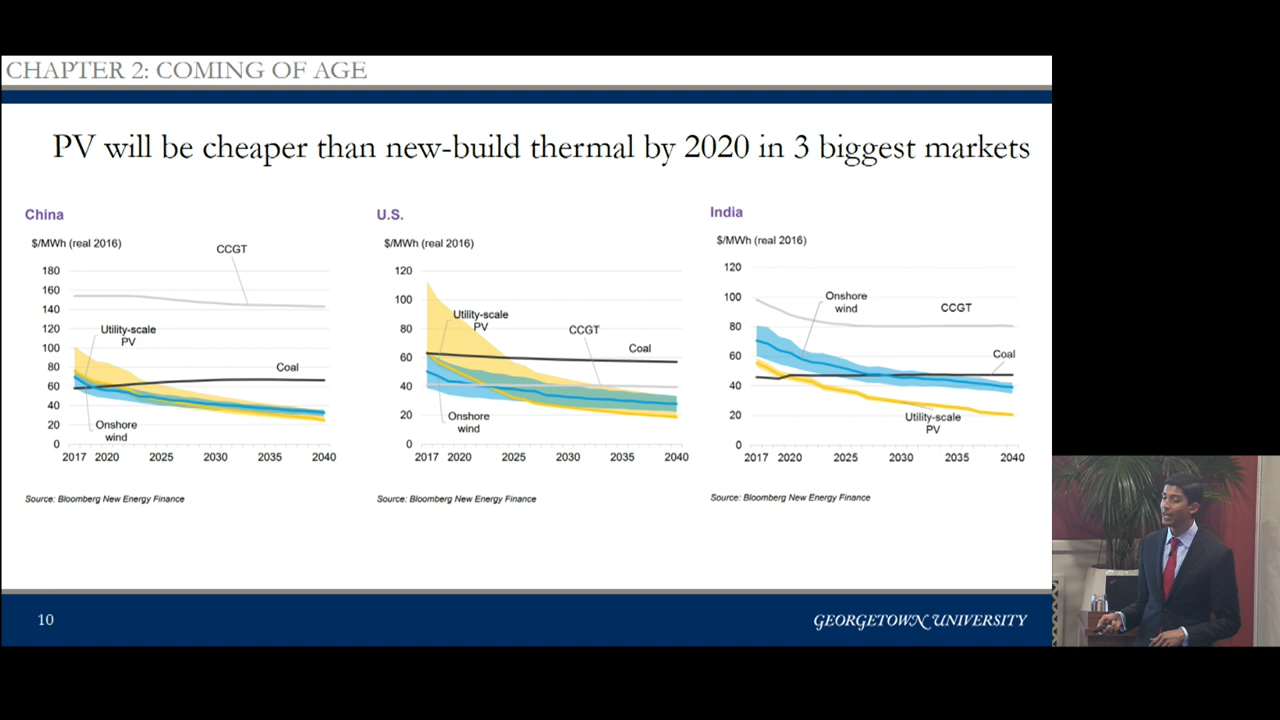 CHAPTER 2: COMING OF AGE
PV will be cheaper than new-build thermal by 2020 in 3 biggest markets
China
$/MWh (real 2016)
CCGT
180
160
140
120
100
80
60
40
20
0
Utility-scale
PV
Coal
Onshore
wind
2017 2020 2025 2030 2035 2040
Source: Bloomberg New Energy Finance
U.S.
$/MWh (real 2016)
120
100
80
60
40
20
0
Utility-scale
PV
CCGT
Coal
Onshore
wind
2017 2020 2025 2030 2035 2040
Source: Bloomberg New Energy Finance
India
$/MWh (real 2016)
120
100
80
60
40
20
0
Onshore
wind
CCGT
Coal
Utility-scale
PV
2017 2020 2025 2030 2035 2040
Source: Bloomberg New Energy Finance
10
GEORGETOWN UNIVERSITY